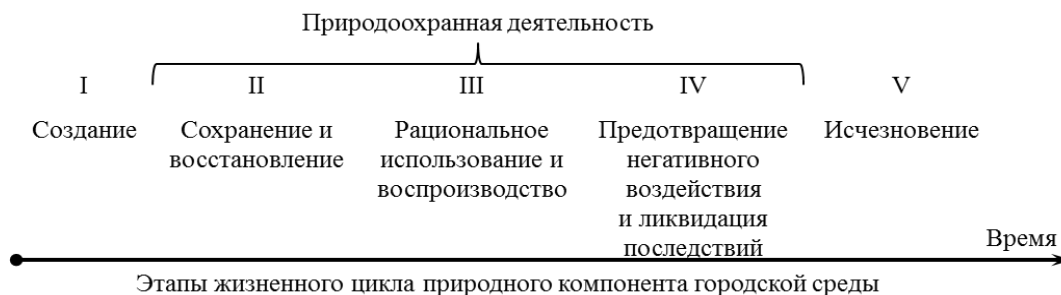 Природоохранная деятельность
I II III IV V
Создание Сохранение и Рациональное Предотвращение Исчезновение
восстановление использование и негативного
воспроизводство воздействия
и ликвидация
последствий
Время
Этапы жизненного цикла природного компонента городской среды